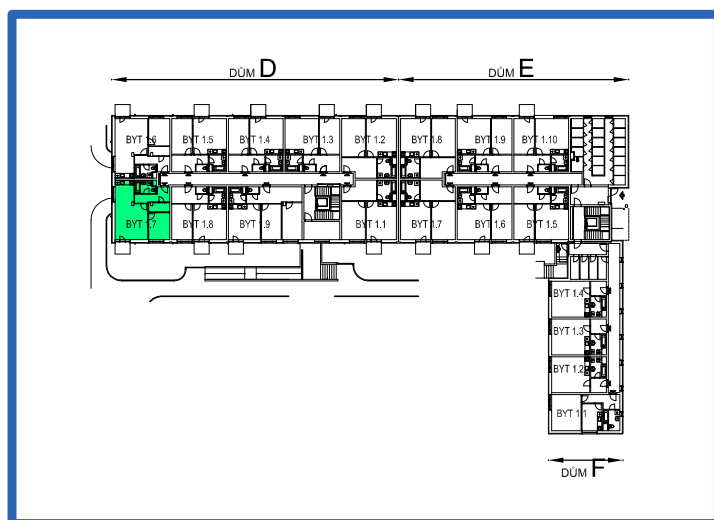 DŮM D
DŮM E
BYT 1.6
BYT 1.5
BYT 1.4
BYT 1.3
BYT 1.2
BYT 1.8
BYT 1.9
BYT 1.10
BYT 1.7
BYT 1.8
BYT 1.9
BYT 1.1
BYT 1.7
BYT 1.6
BYT 1.5
BYT 1.4
BYT 1.3
BYT 1.2
BYT 1.1
DŮM F